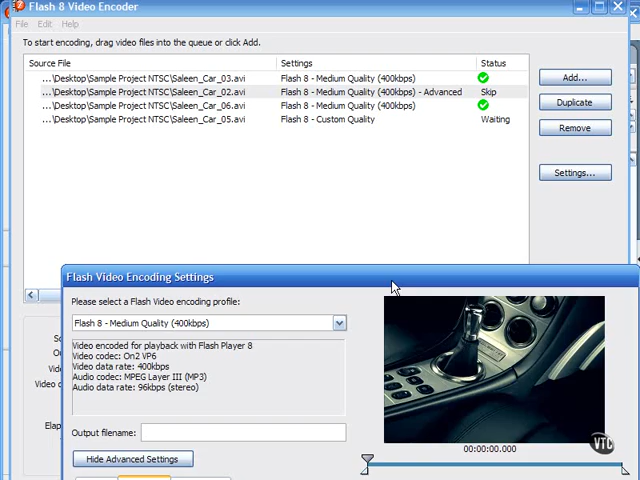 Flash 8 Video Encoder
File Edit Help
To start encoding, drag video files into the queue or click Add.
Source File Settings Status
...\Desktop\Sample Project NTSC\Saleen_Car_03.avi Flash 8 - Medium Quality (400kbps)
...\Desktop\Sample Project NTSC\Saleen_Car_02.avi Flash 8 - Medium Quality (400kbps) - Advanced Skip
...\Desktop\Sample Project NTSC\Saleen_Car_06.avi Flash 8 - Medium Quality (400kbps)
...\Desktop\Sample Project NTSC\Saleen_Car_05.avi Flash 8 - Custom Quality Waiting
Add...
Duplicate
Remove
Settings...
Flash Video Encoding Settings
Please select a Flash Video encoding profile:
Flash 8 - Medium Quality (400kbps)
Video encoded for playback with Flash Player 8
Video codec: On2 VP6
Video data rate: 400kbps
Audio codec: MPEG Layer III (MP3)
Audio data rate: 96kbps (stereo)
Output filename:
Hide Advanced Settings
VTC
00:00:00.000